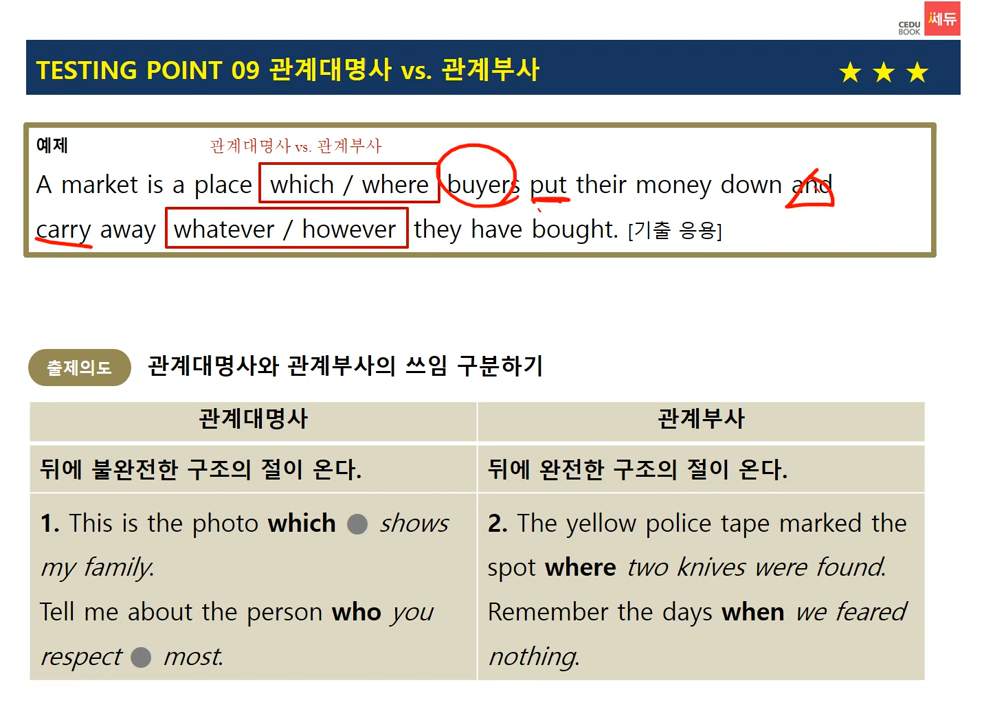 CEDU
BOOK
쎄듀
TESTING POINT 09 관계대명사 vs. 관계부사
예제
관계대명사 vs. 관계부사
A market is a place which / where buyers put their money down and
carry away whatever / however they have bought. [기출 응용]
출제의도
관계대명사와 관계부사의 쓰임 구분하기
관계대명사
관계부사
뒤에 불완전한 구조의 절이 온다.
뒤에 완전한 구조의 절이 온다.
1. This is the photo which shows
my family.
Tell me about the person who you
respect most.
2. The yellow police tape marked the
spot where two knives were found.
Remember the days when we feared
nothing.